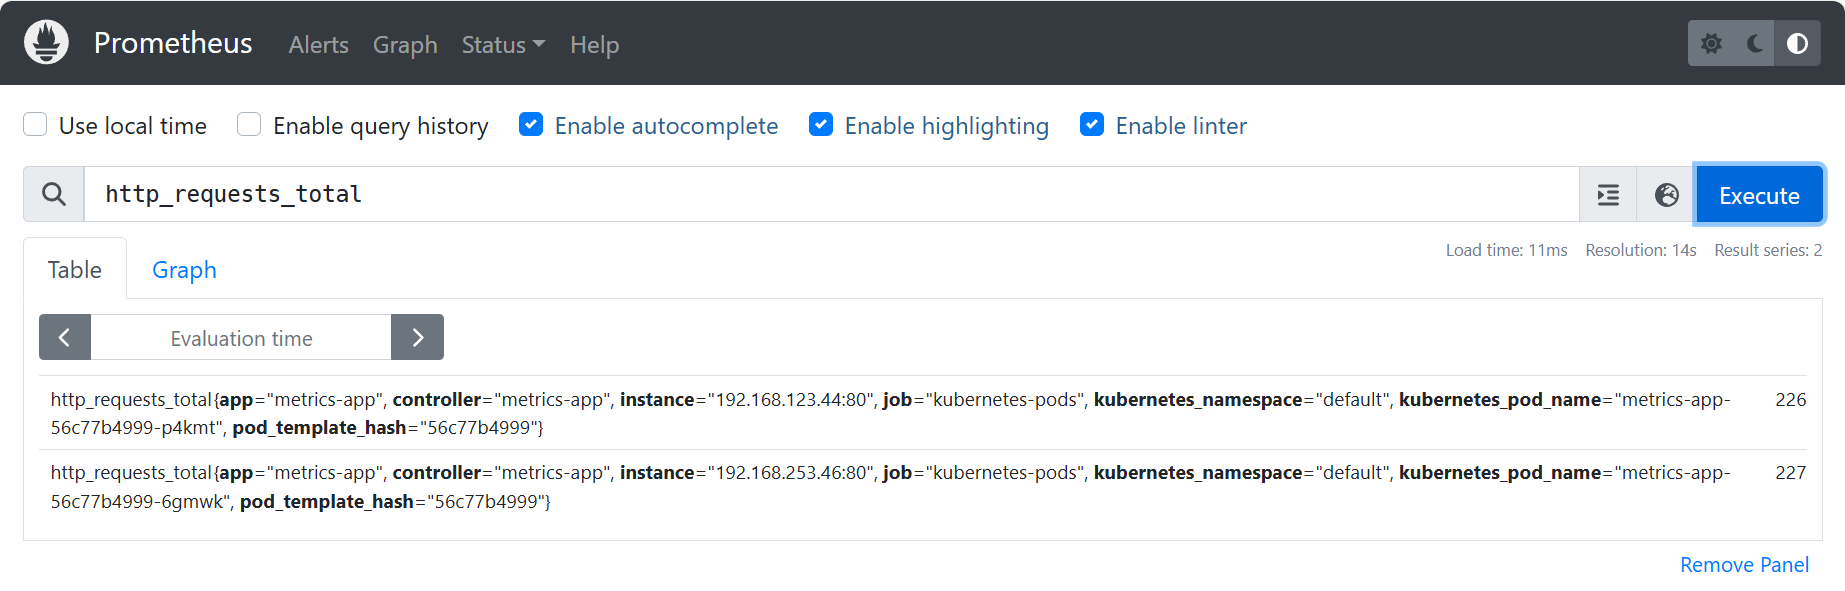 Prometheus Alerts Graph Status Help
Use local time Enable query history Enable autocomplete Enable highlighting Enable linter
http_requests_total Execute
Load time: 11ms Resolution: 14s Result series: 2
Table Graph
Evaluation time
http_requests_total{app="metrics-app", controller="metrics-app", instance="192.168.123.44:80", job="kubernetes-pods", kubernetes_namespace="default", kubernetes_pod_name="metrics-app- 226
56c77b4999-p4kmt", pod_template_hash="56c77b4999"}
http_requests_total{app="metrics-app", controller="metrics-app", instance="192.168.253.46:80", job="kubernetes-pods", kubernetes_namespace="default", kubernetes_pod_name="metrics-app- 227
56c77b4999-6gmwk", pod_template_hash="56c77b4999"}
Remove Panel